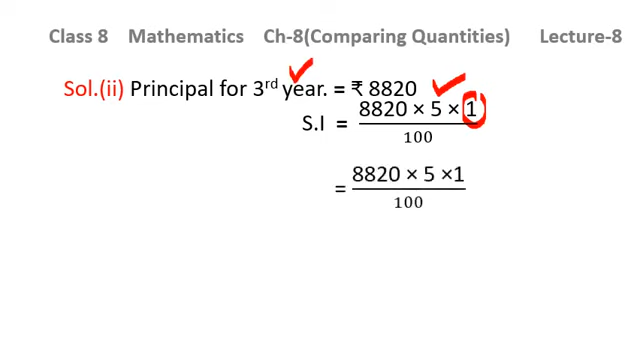 Class 8 Mathematics Ch-8(Comparing Quantities) Lecture-8
Sol.(ii) Principal for 3rd year. = ₹ 8820
8820 × 5 × 1
S.I =
100
8820 × 5 ×1
=
100